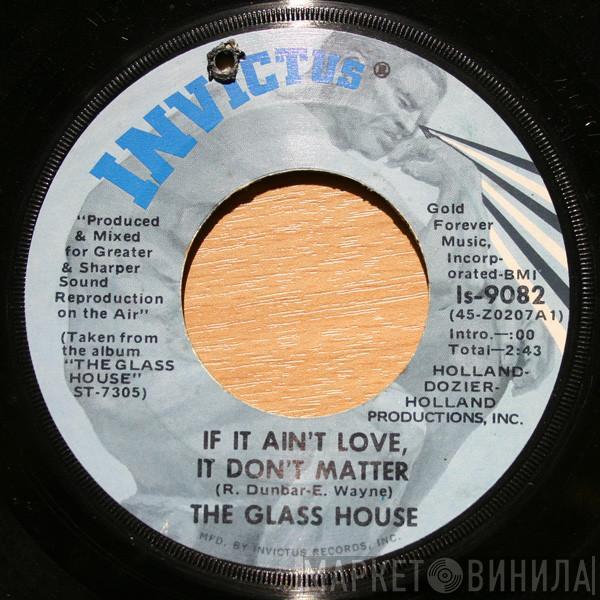 INVICTUS®
"Produced
& Mixed
for Greater
& Sharper
Sound
Reproduction
on the Air"
(Taken from
the album
"THE GLASS
HOUSE"
ST-7305)
Gold
Forever
Music,
Incorp-
orated-BMI
Is-9082
(45-Z0207A1)
Intro.—:00
Total—2:43
HOLLAND-
DOZIER-
HOLLAND
PRODUCTIONS, INC.
IF IT AIN'T LOVE,
IT DON'T MATTER
(R. Dunbar-E. Wayne)
THE GLASS HOUSE
MFD. BY INVICTUS RECORDS, INC.
МАРКЕТ ВИНИЛА